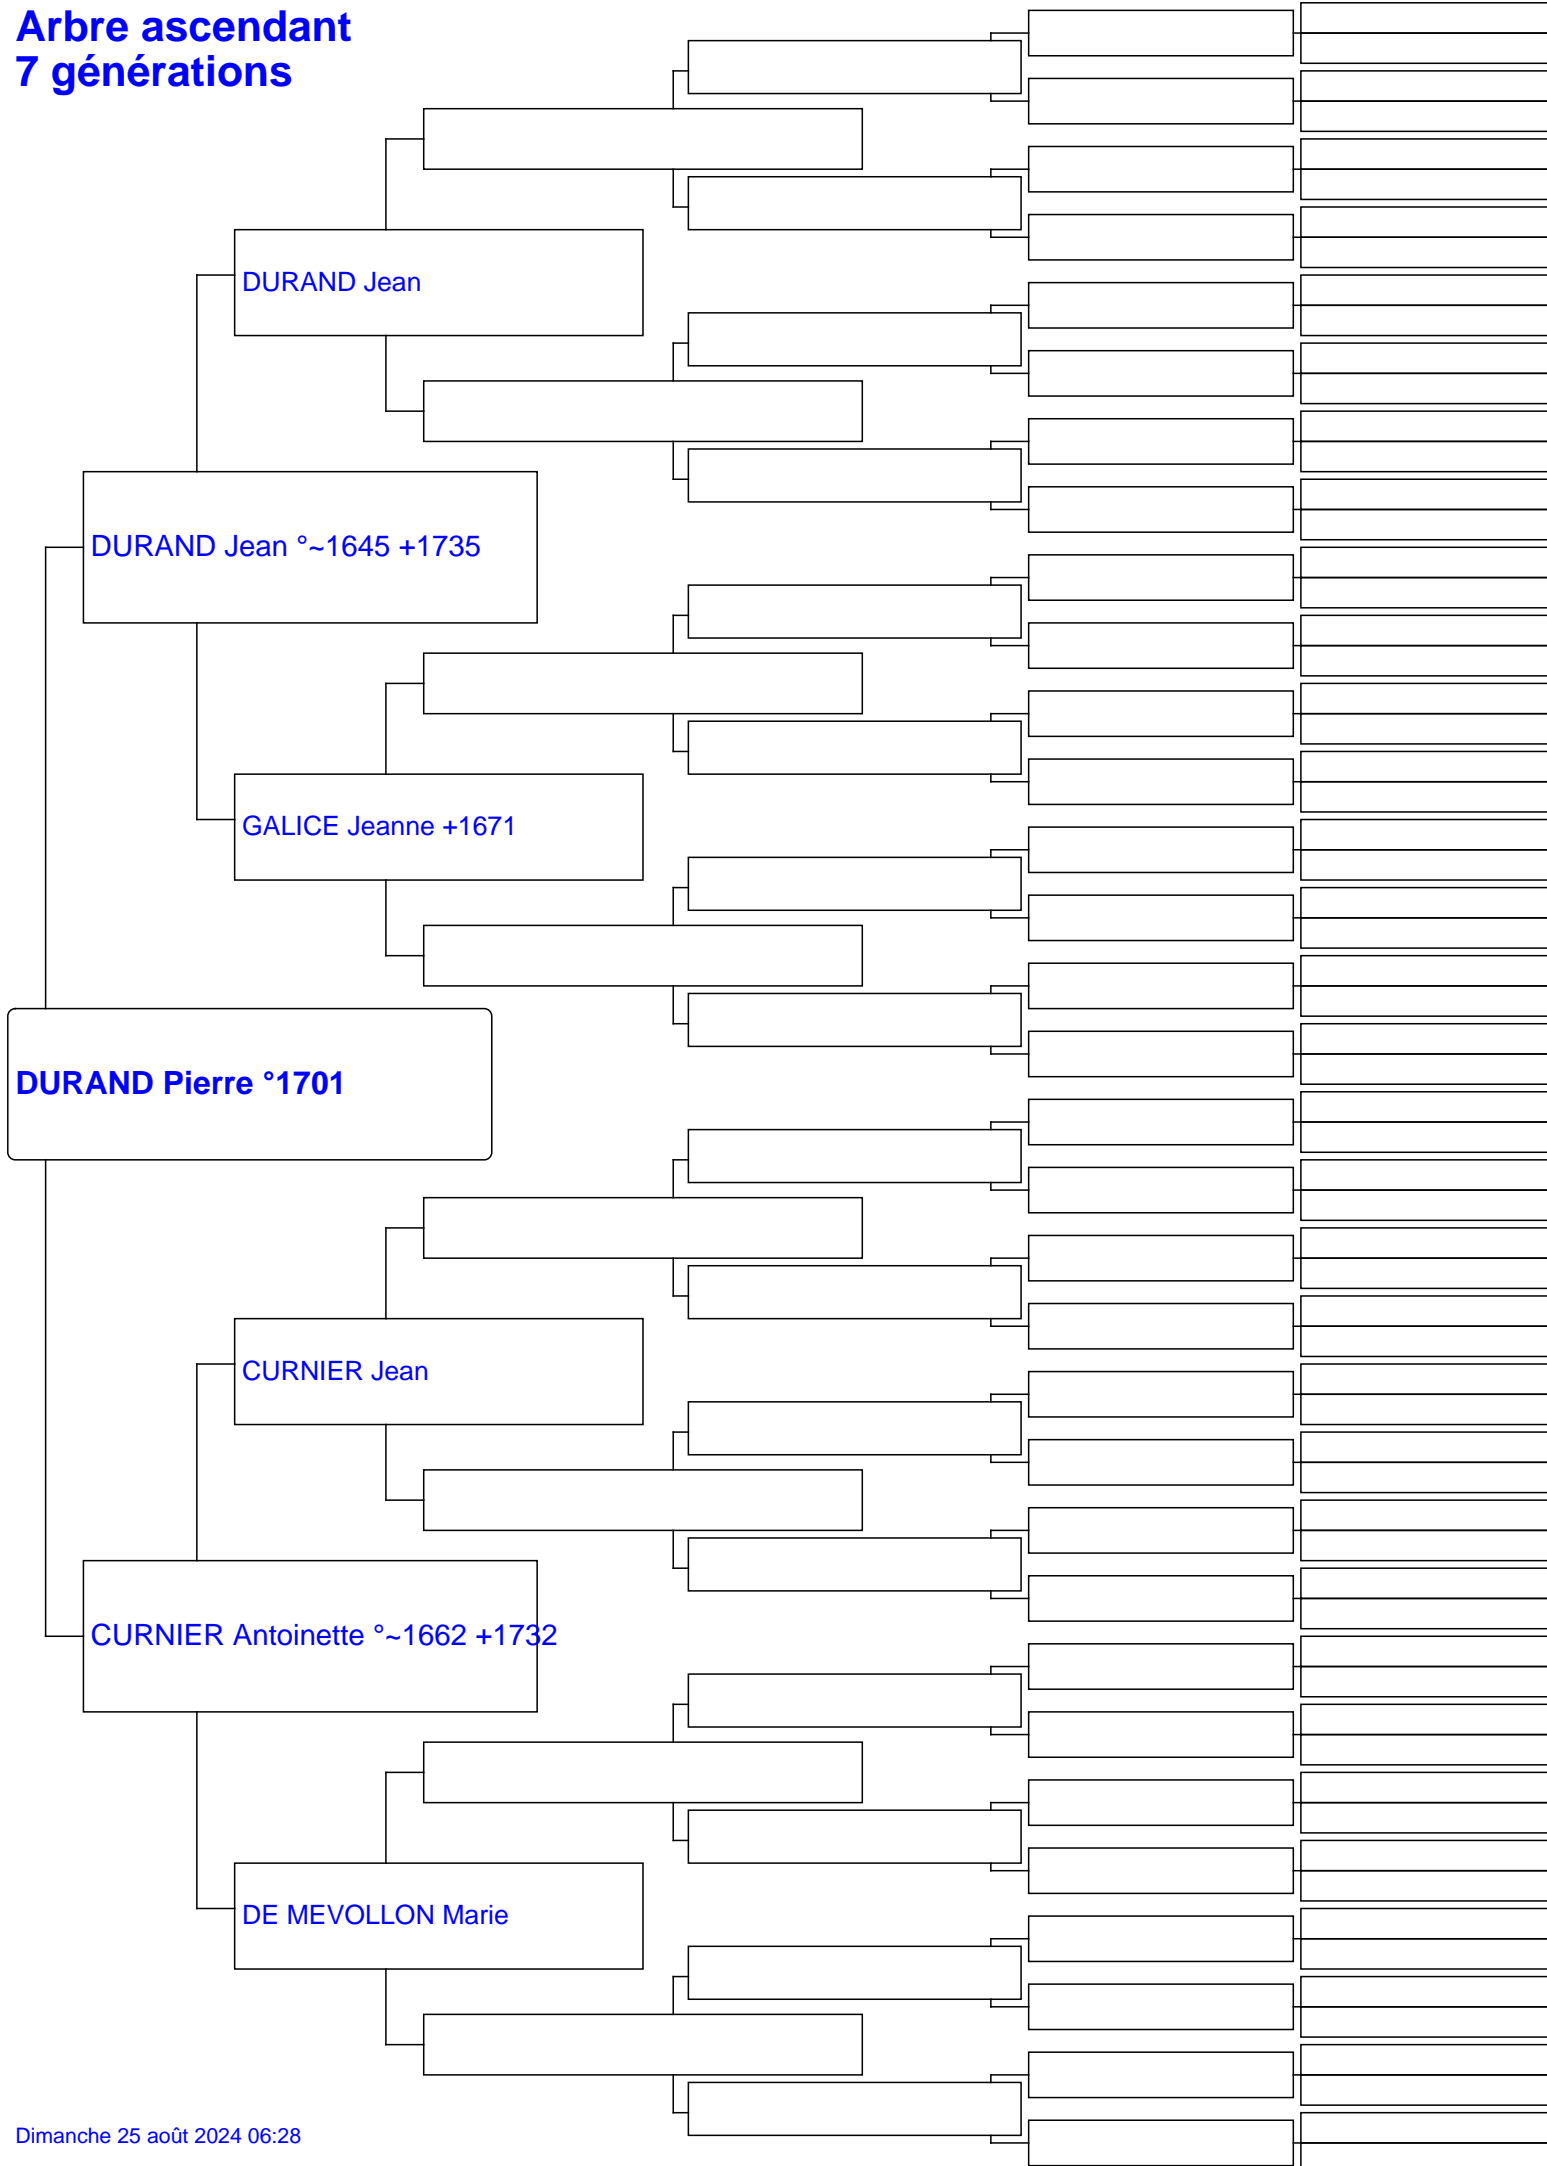 Arbre ascendant
7 générations
DURAND Jean
DURAND Jean °~1645 +1735
GALICE Jeanne +1671
DURAND Pierre °1701
CURNIER Jean
CURNIER Antoinette °~1662 +1732
DE MEVOLLON Marie
Dimanche 25 août 2024 06:28